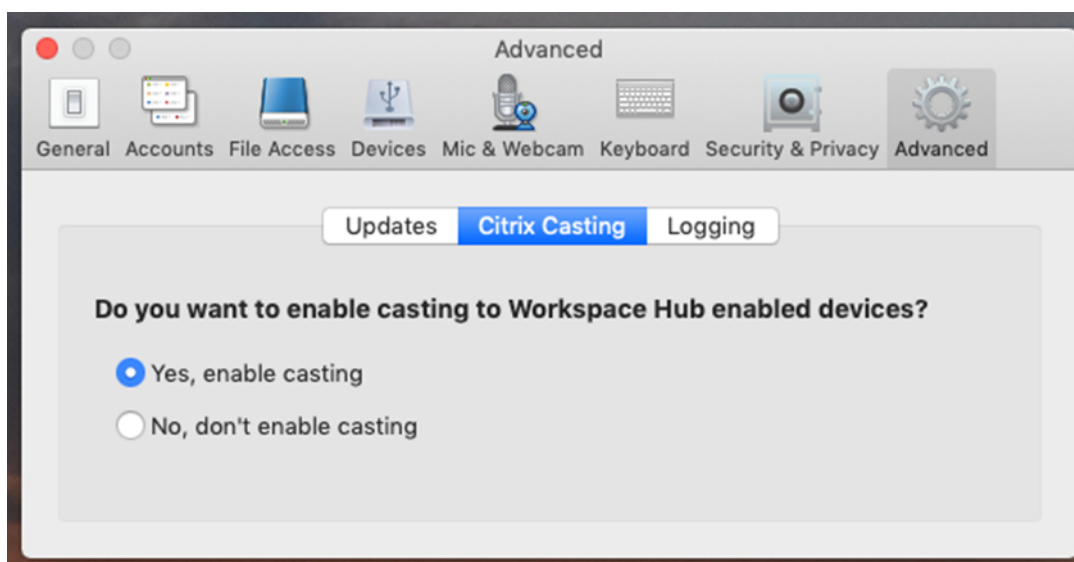 Advanced
General Accounts File Access Devices Mic & Webcam Keyboard Security & Privacy Advanced
Updates Citrix Casting Logging
Do you want to enable casting to Workspace Hub enabled devices?
Yes, enable casting
No, don't enable casting